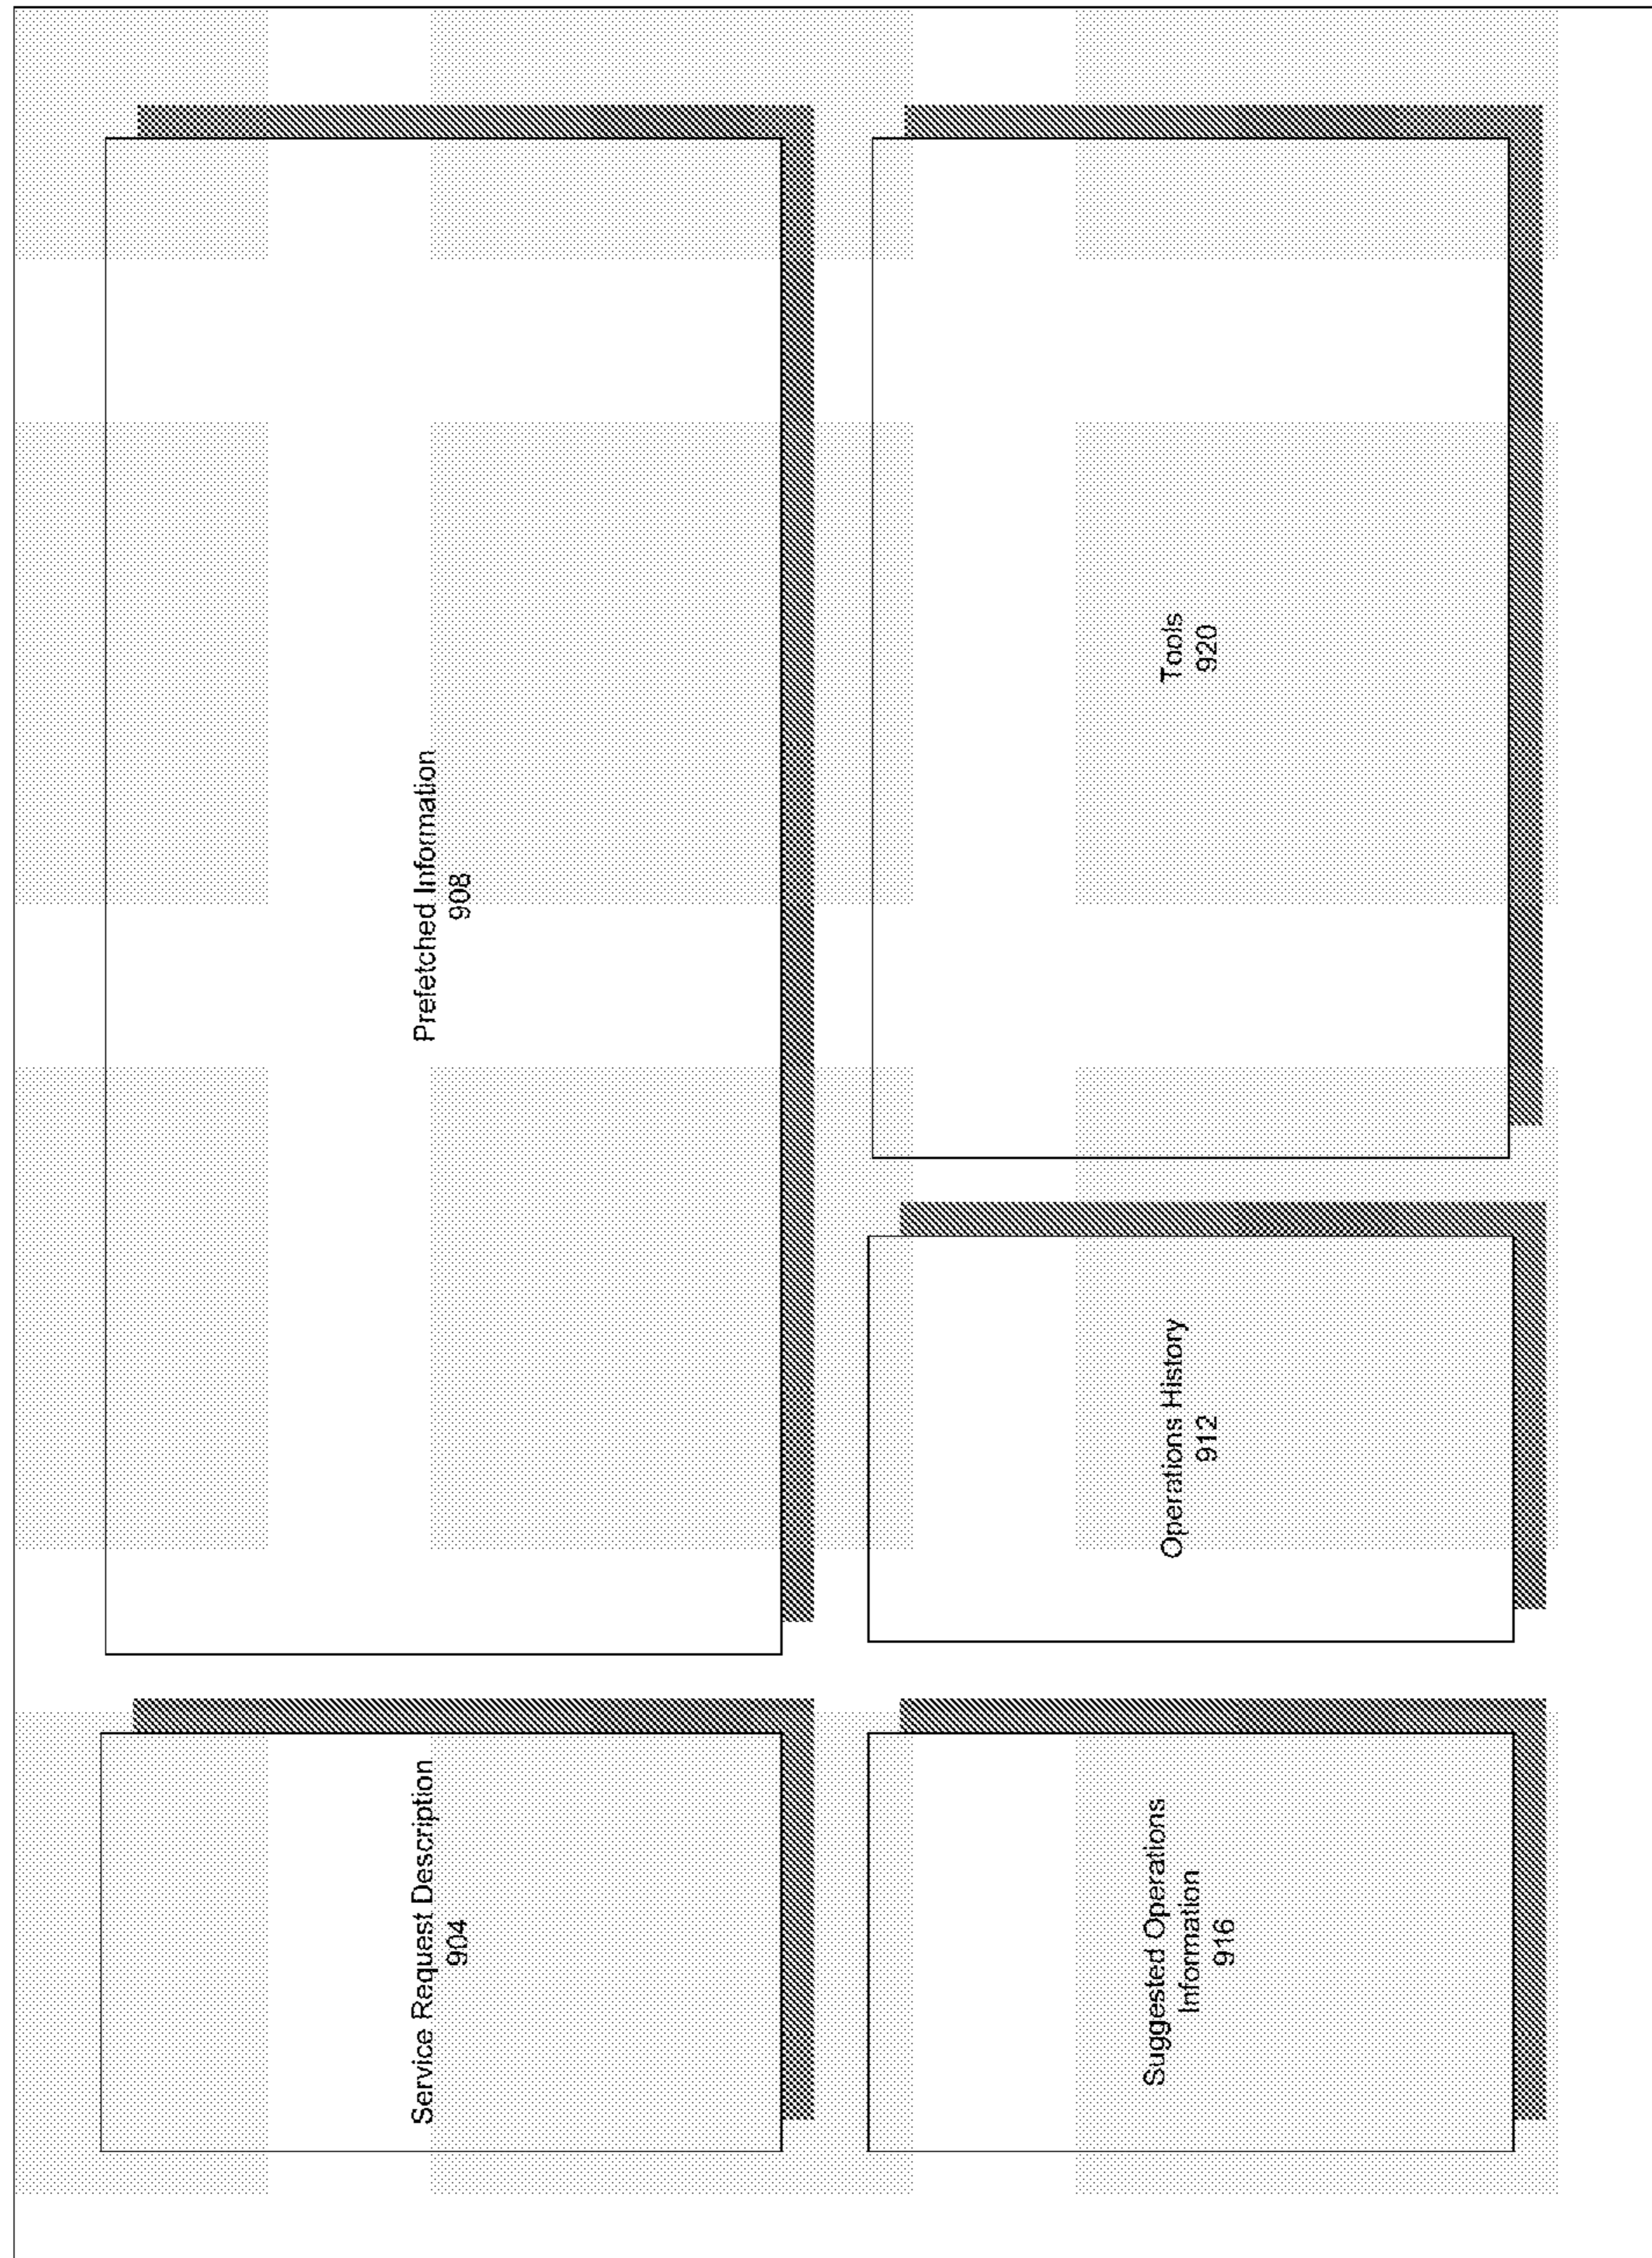 Service Request Description
904
Prefetched Information
908
Suggested Operations
Information
916
Operations History
912
Tools
920